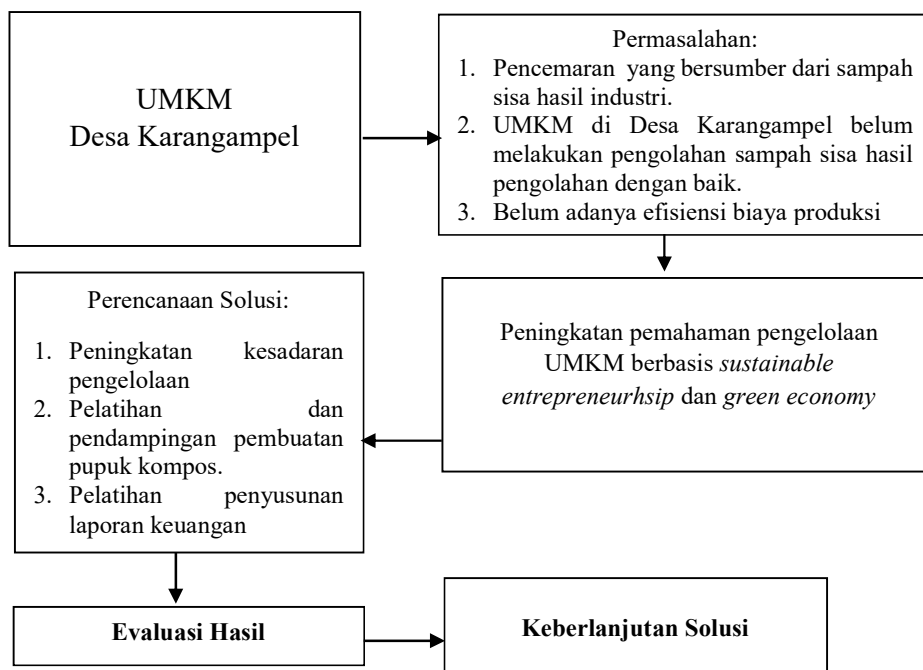 UMKM
Desa Karangampel
Permasalahan:
1. Pencemaran yang bersumber dari sampah
sisa hasil industri.
2. UMKM di Desa Karangampel belum
melakukan pengolahan sampah sisa hasil
pengolahan dengan baik.
3. Belum adanya efisiensi biaya produksi
Peningkatan pemahaman pengelolaan
UMKM berbasis sustainable
entrepreneurhsip dan green economy
Perencanaan Solusi:
1. Peningkatan kesadaran
pengelolaan
2. Pelatihan dan
pendampingan pembuatan
pupuk kompos.
3. Pelatihan penyusunan
laporan keuangan
Evaluasi Hasil
Keberlanjutan Solusi